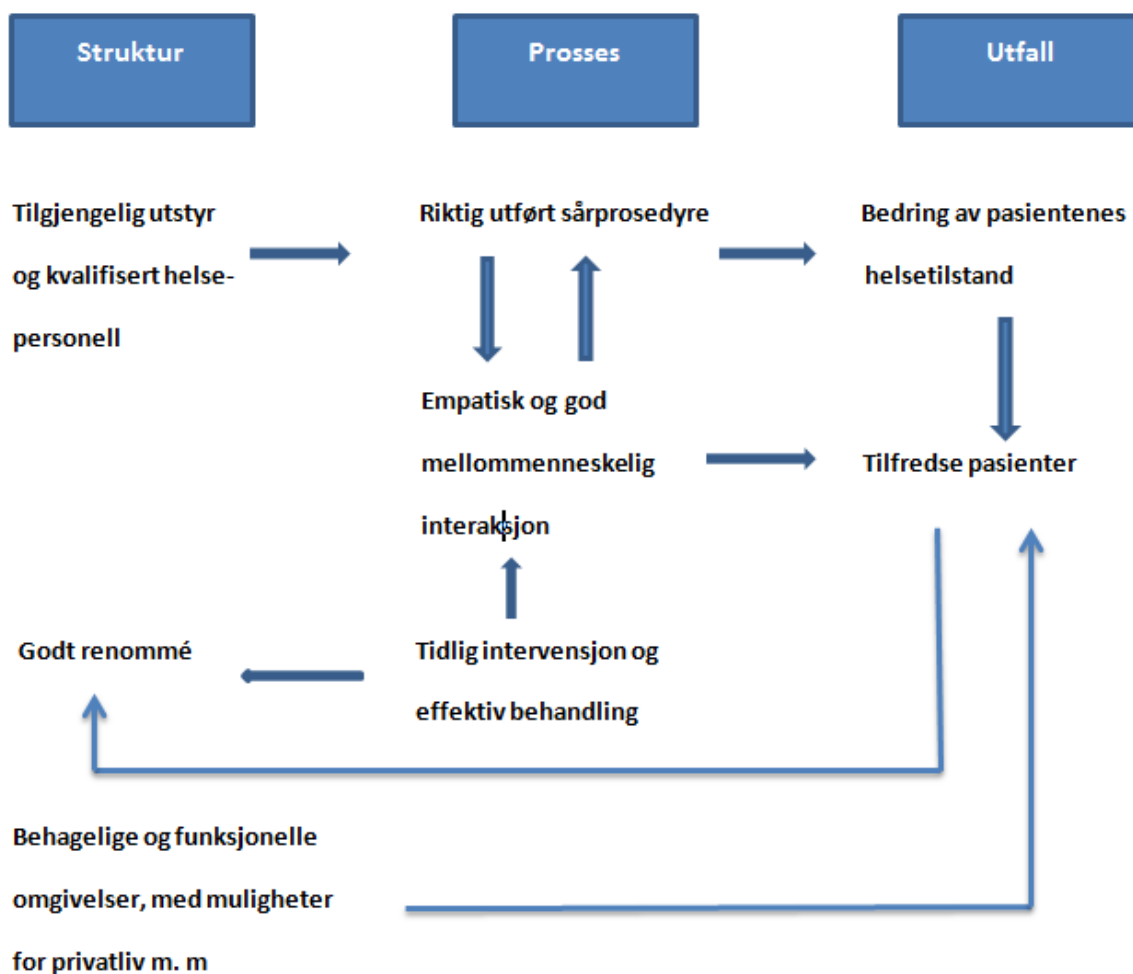 Struktur
Prosses
Utfall
Tilgjengelig utstyr
og kvalifisert helse-
personell
Riktig utført sårprosedyre
Bedring av pasientenes
helsetilstand
Empatisk og god
mellommenneskelig
interaksjon
Tilfredse pasienter
Godt renommé
Tidlig intervensjon og
effektiv behandling
Behagelige og funksjonelle
omgivelser, med muligheter
for privatliv m. m